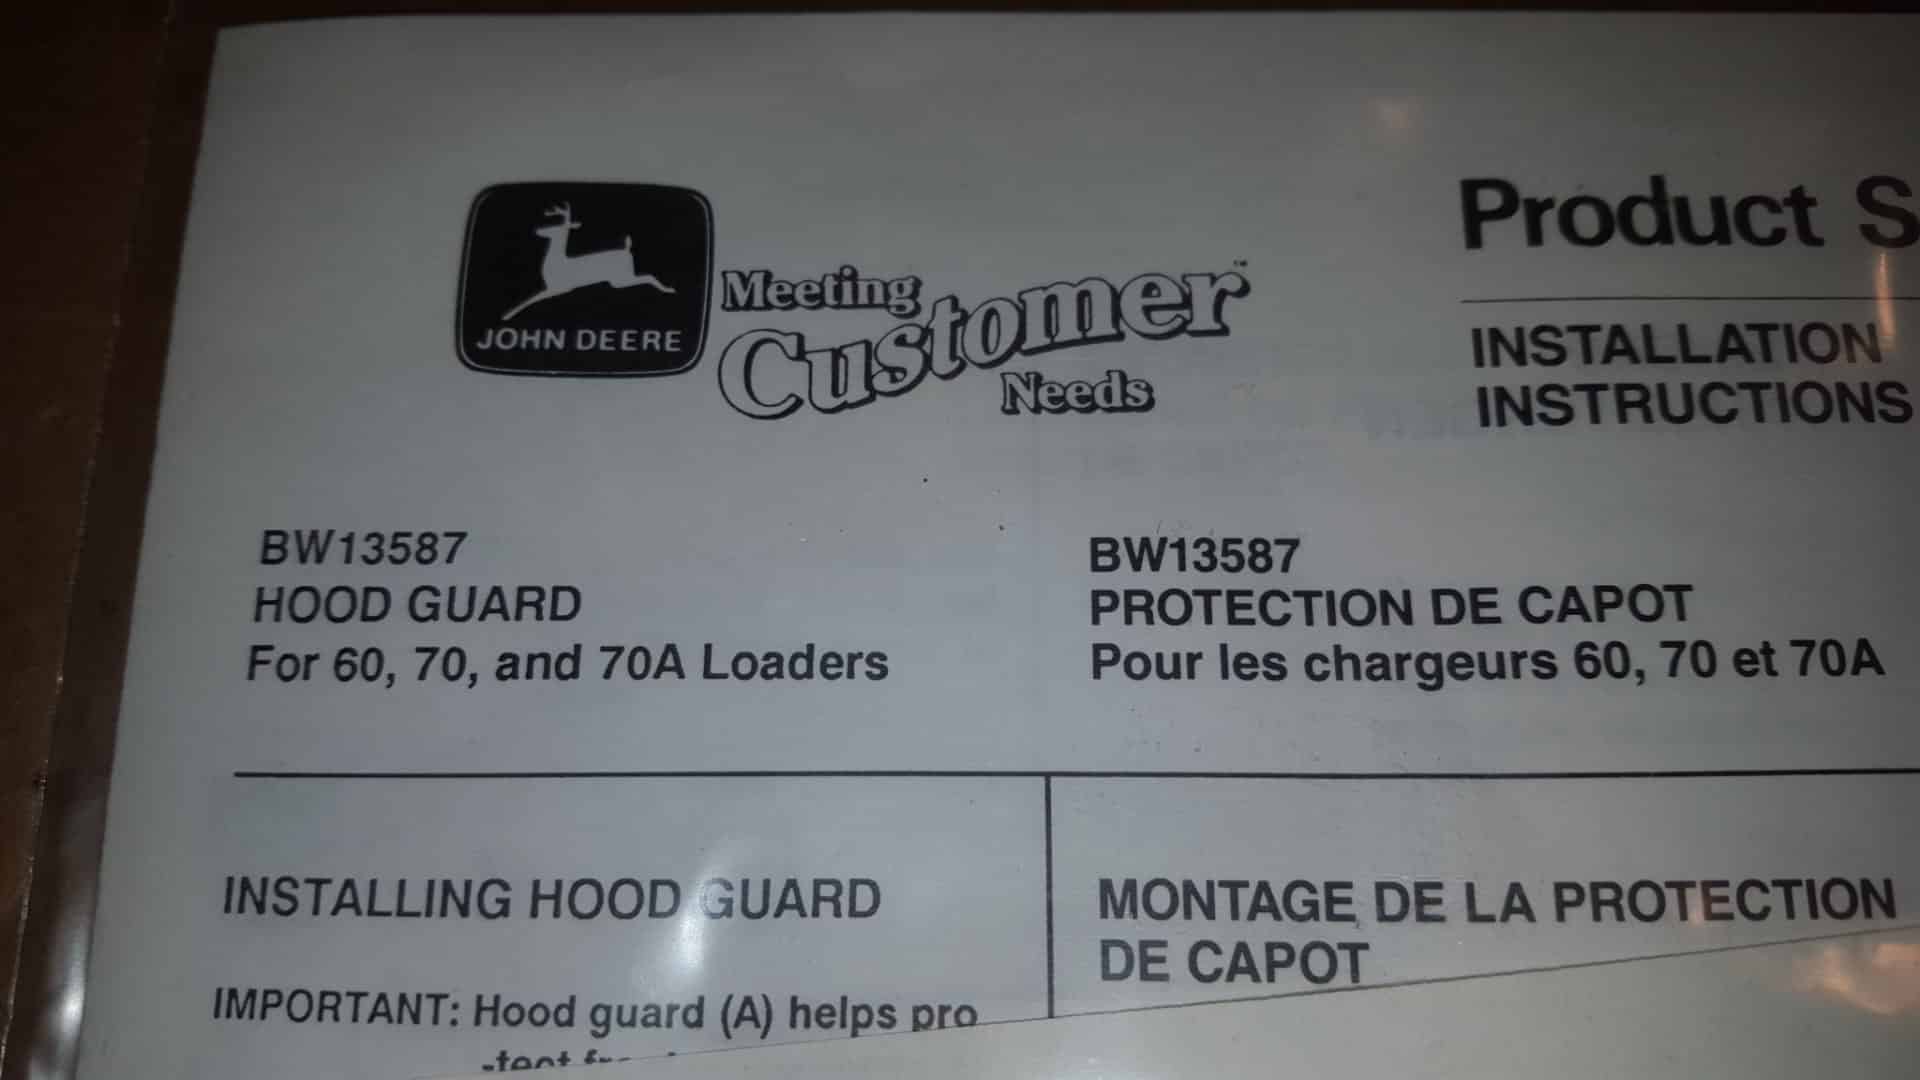 JOHN DEERE
Meeting
Customer™
Needs
Product S
INSTALLATION
INSTRUCTIONS
BW13587
HOOD GUARD
For 60, 70, and 70A Loaders
BW13587
PROTECTION DE CAPOT
Pour les chargeurs 60, 70 et 70A
INSTALLING HOOD GUARD
IMPORTANT: Hood guard (A) helps pro
MONTAGE DE LA PROTECTION
DE CAPOT